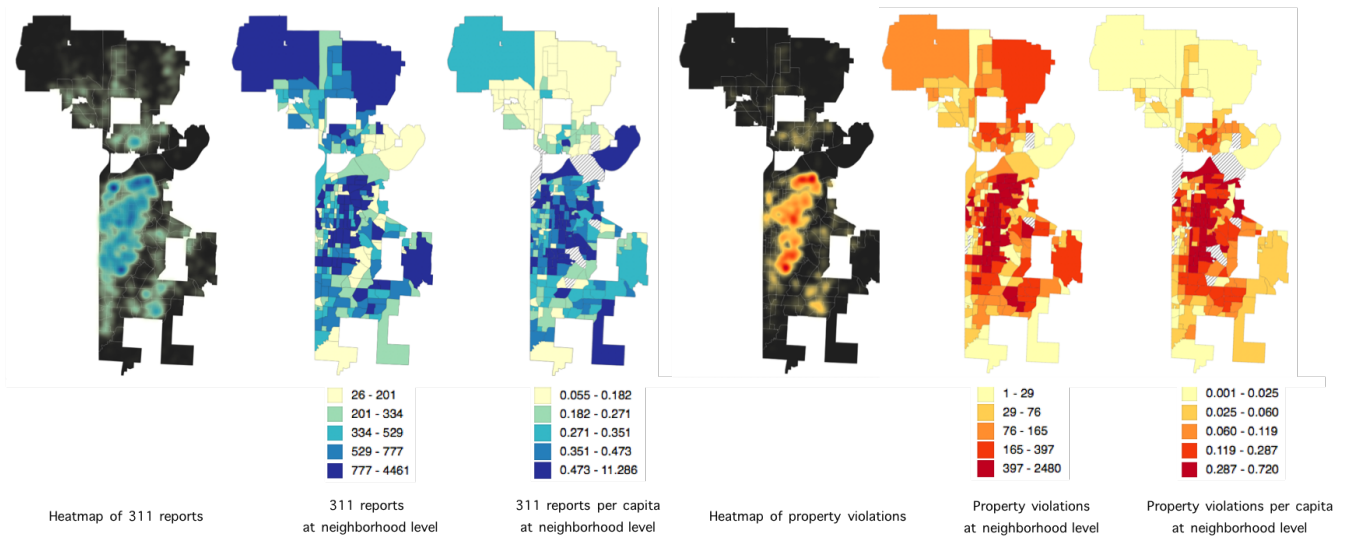 26 - 201
201 - 334
334 - 529
529 - 777
777 - 4461
0.055 - 0.182
0.182 - 0.271
0.271 - 0.351
0.351 - 0.473
0.473 - 11.286
1 - 29
29 - 76
76 - 165
165 - 397
397 - 2480
0.001 - 0.025
0.025 - 0.060
0.060 - 0.119
0.119 - 0.287
0.287 - 0.720
Heatmap of 311 reports
311 reports
at neighborhood level
311 reports per capita
at neighborhood level
Heatmap of property violations
Property violations
at neighborhood level
Property violations per capita
at neighborhood level